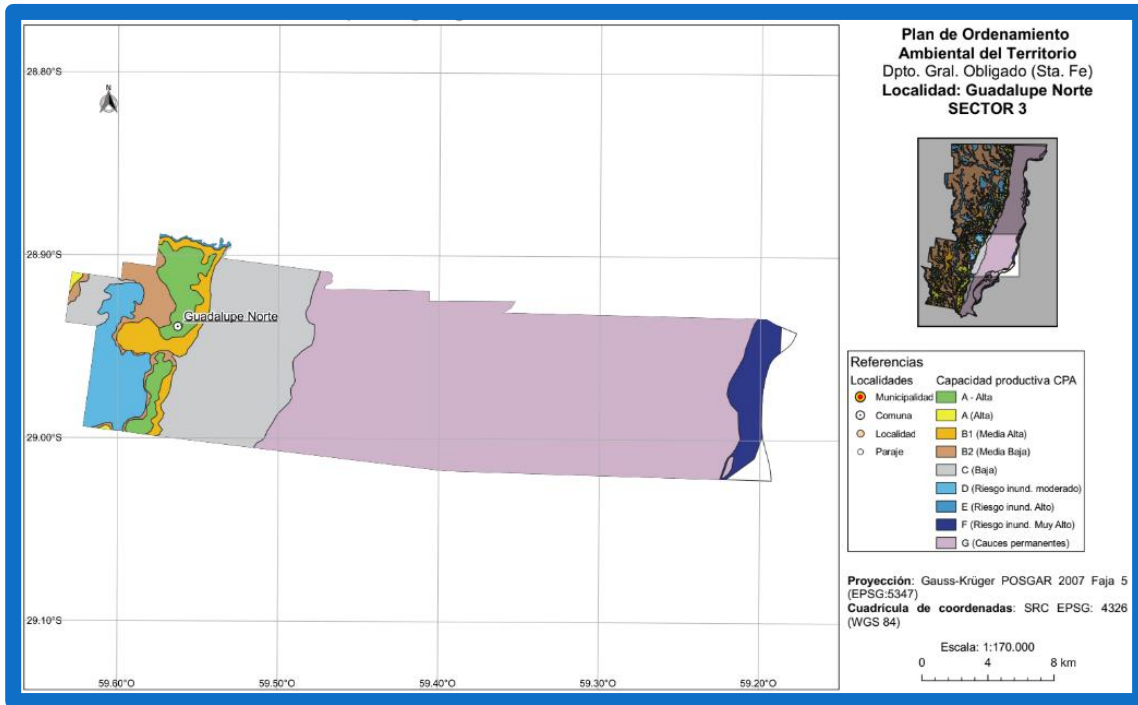 28.80°S
28.90°S
29.00°S
29.10°S
59.60°O
59.50°O
59.40°O
59.30°O
59.20°O
N
Guadalupe Norte
Plan de Ordenamiento
Ambiental del Territorio
Dpto. Gral. Obligado (Sta. Fe)
Localidad: Guadalupe Norte
SECTOR 3
Referencias
Localidades
Municipalidad
Comuna
Localidad
Paraje
Capacidad productiva CPA
A - Alta
A (Alta)
B1 (Media Alta)
B2 (Media Baja)
C (Baja)
D (Riesgo inund. moderado)
E (Riesgo inund. Alto)
F (Riesgo inund. Muy Alto)
G (Cauces permanentes)
Proyección: Gauss-Krüger POSGAR 2007 Faja 5
(EPSG:5347)
Cuadrícula de coordenadas: SRC EPSG: 4326
(WGS 84)
Escala: 1:170.000
0 4 8 km